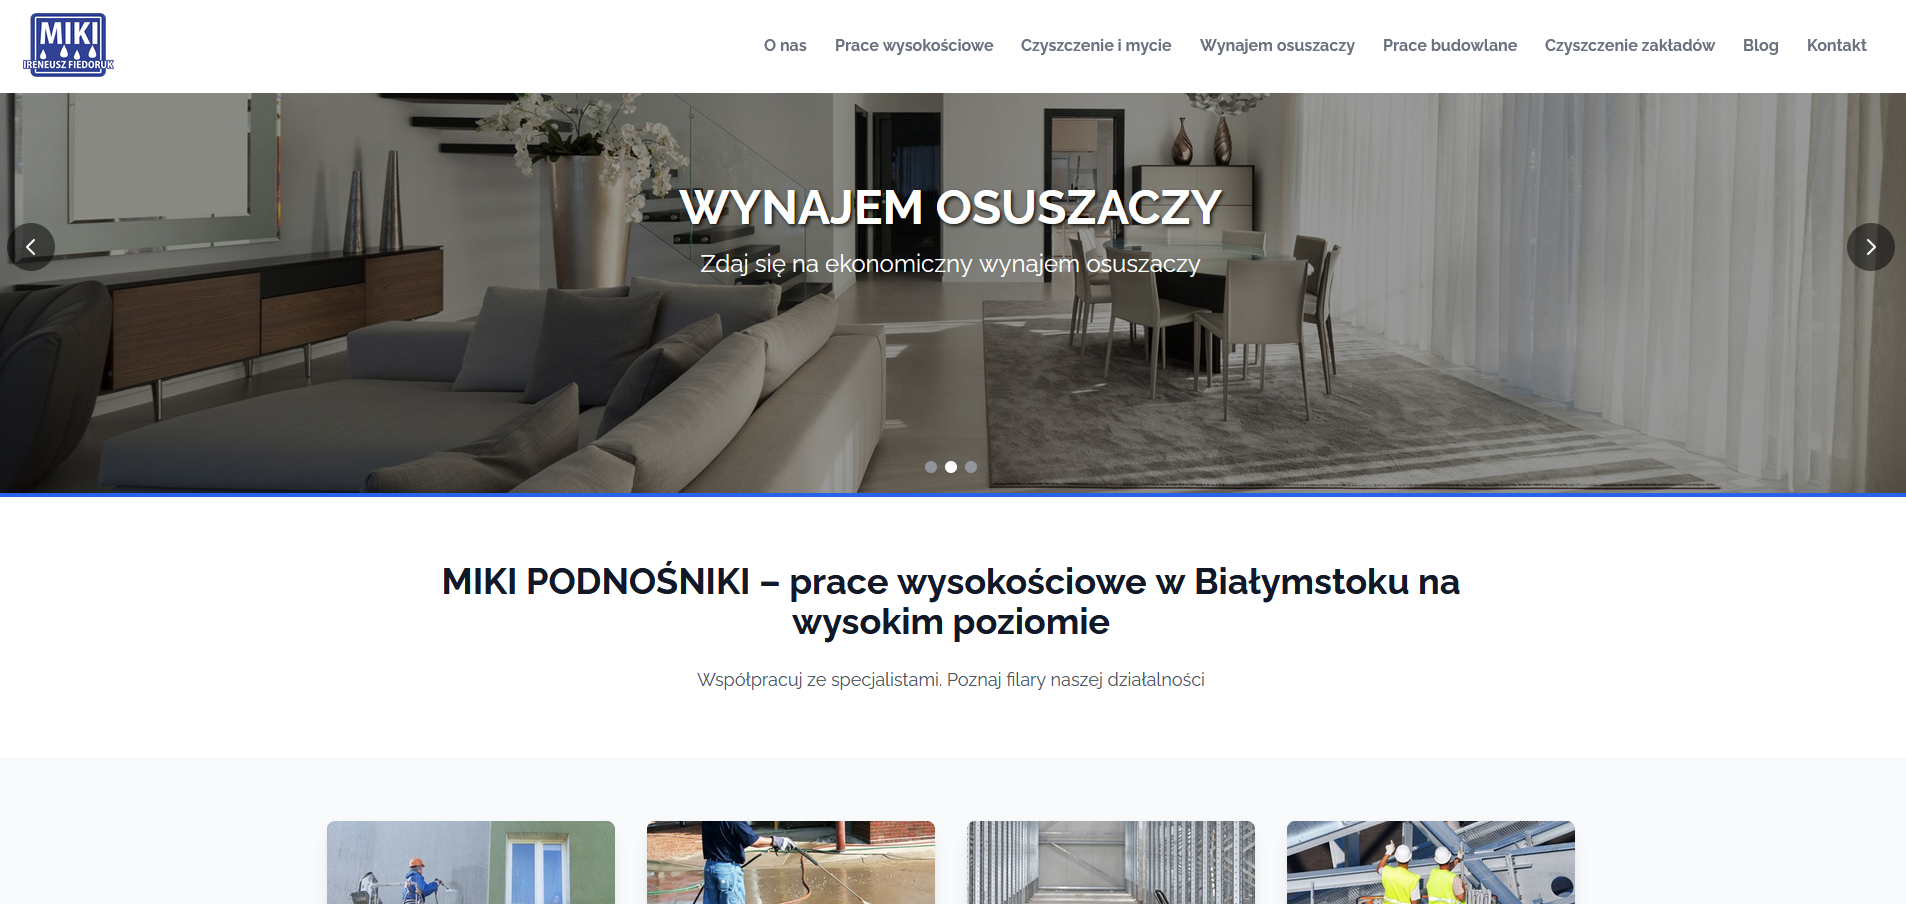 MIKI
IRENEUSZ FIEDORUK
O nas
Prace wysokościowe
Czyszczenie i mycie
Wynajem osuszaczy
Prace budowlane
Czyszczenie zakładów
Blog
Kontakt
WYNAJEM OSUSZACZY
Zdaj się na ekonomiczny wynajem osuszaczy
MIKI PODNOŚNIKI – prace wysokościowe w Białymstoku na
wysokim poziomie
Współpracuj ze specjalistami. Poznaj filary naszej działalności